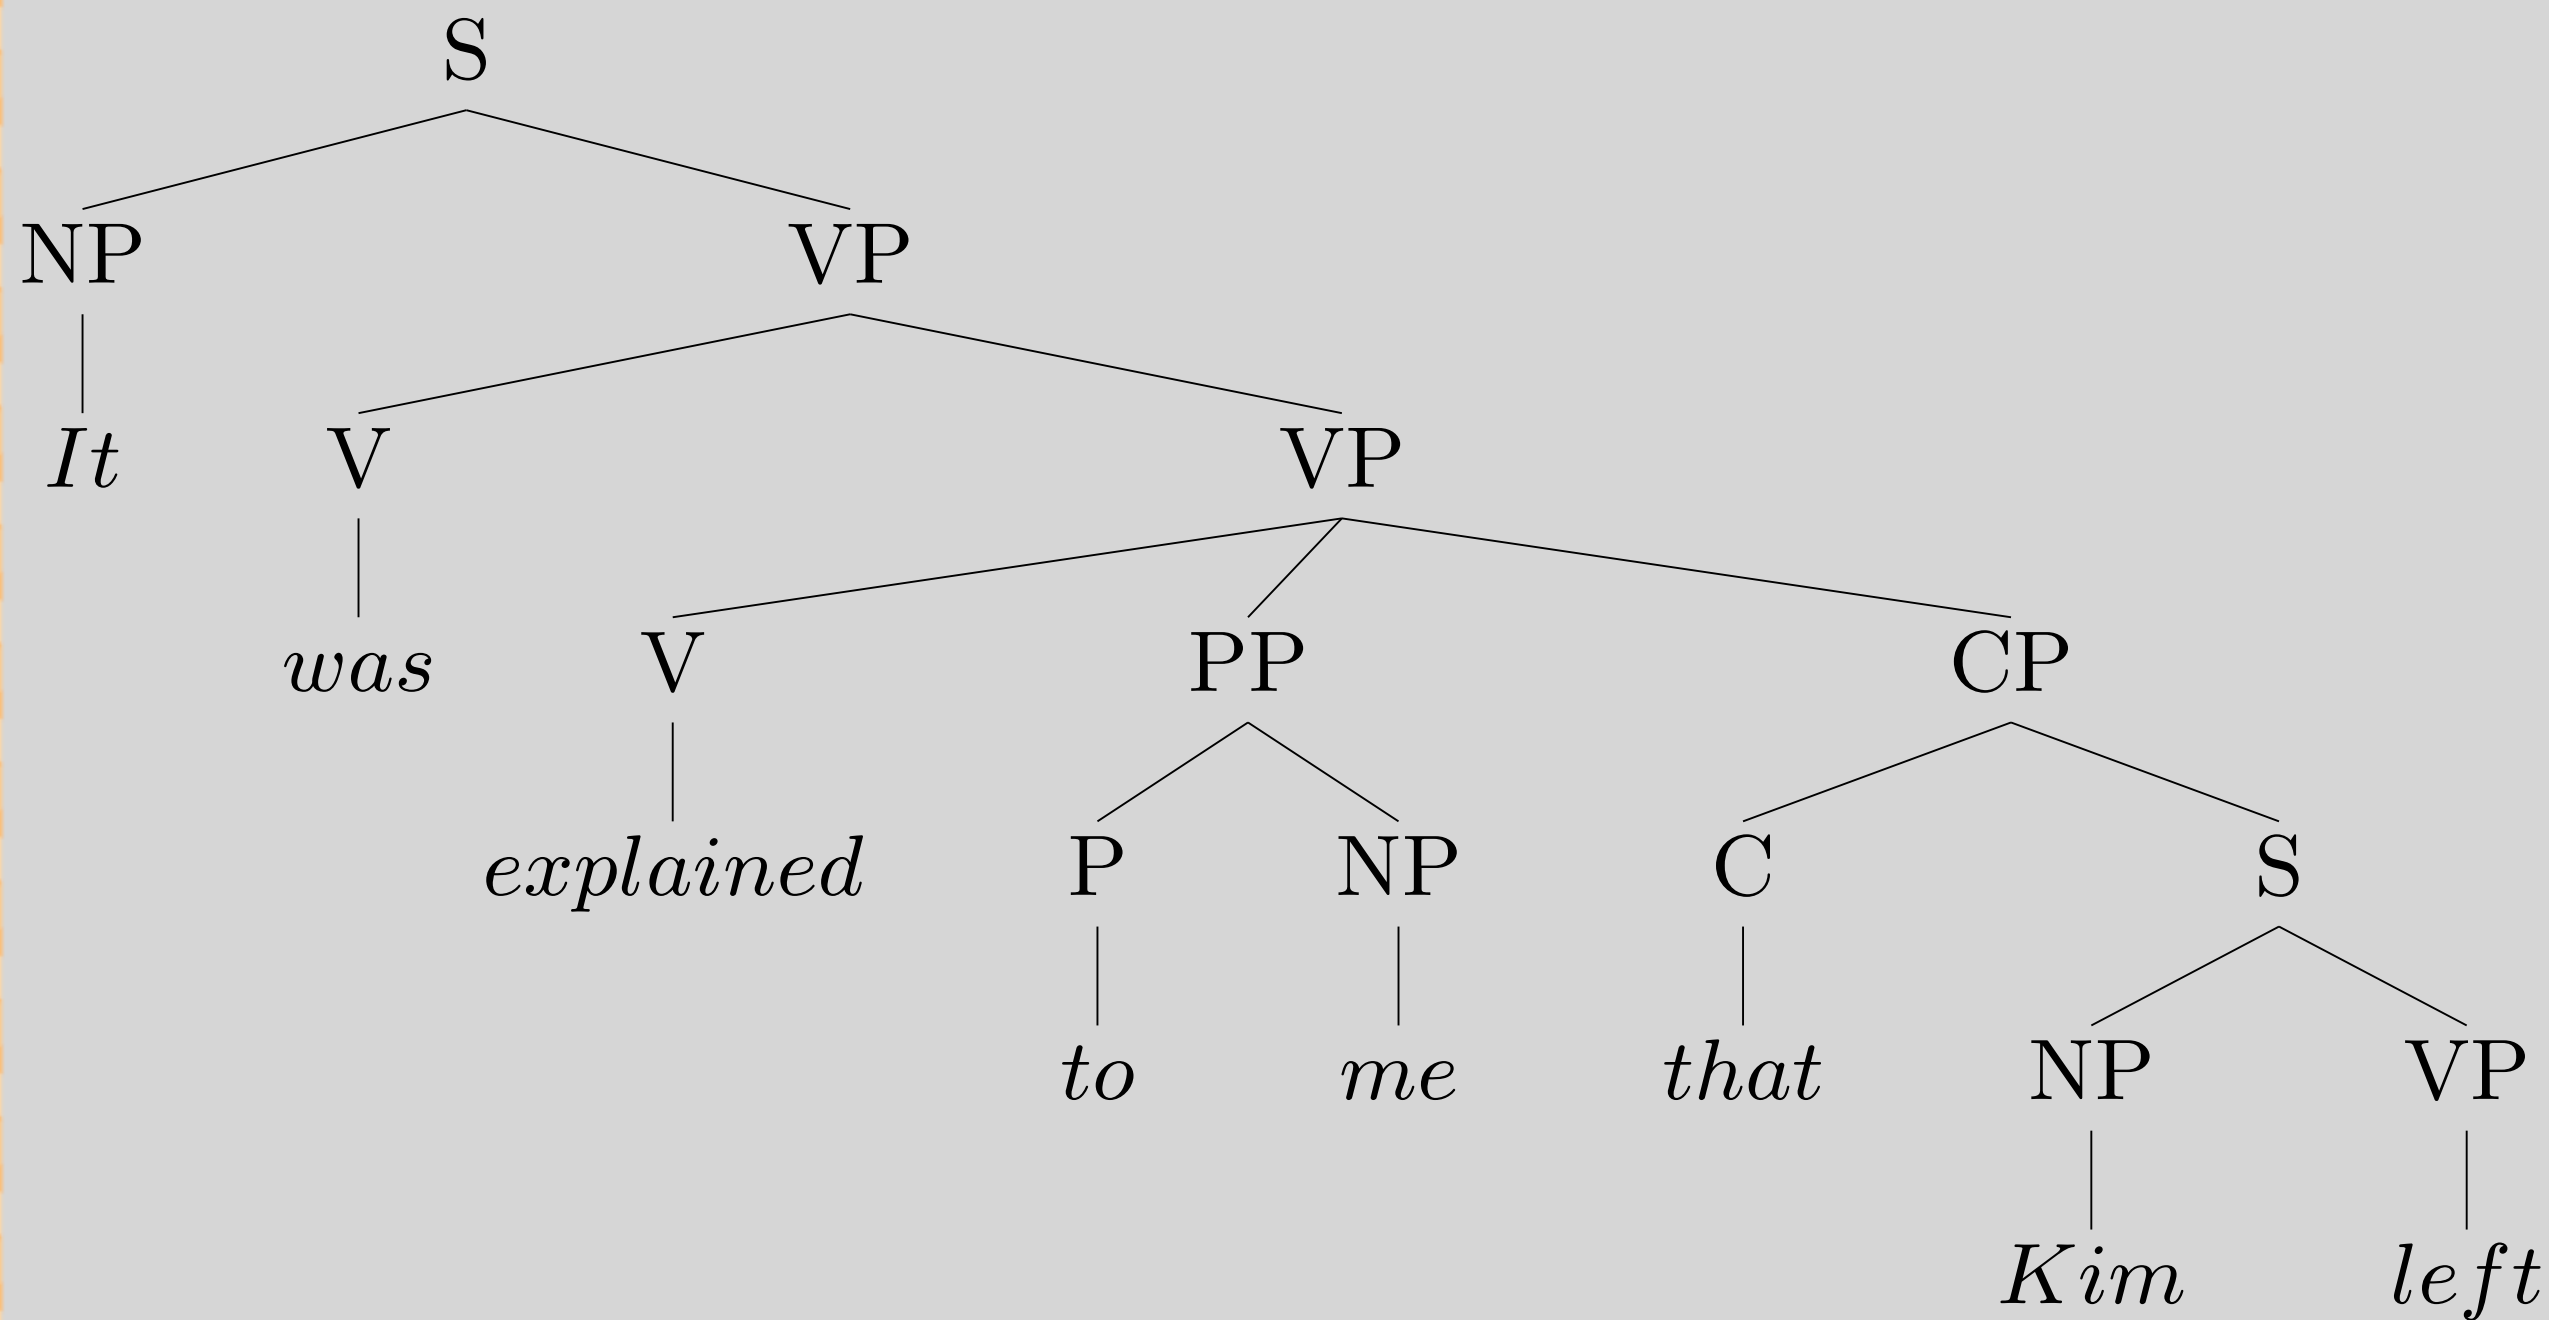 S
NP VP
It V VP
was V PP CP
explained P NP C S
to me that NP VP
Kim left